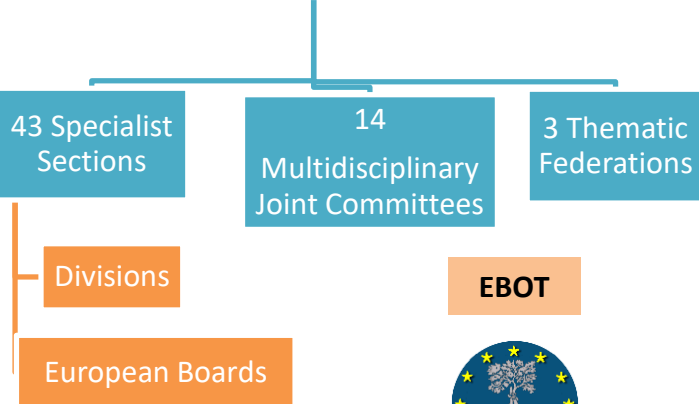 43 Specialist
Sections
14
Multidisciplinary
Joint Committees
3 Thematic
Federations
Divisions
EBOT
European Boards